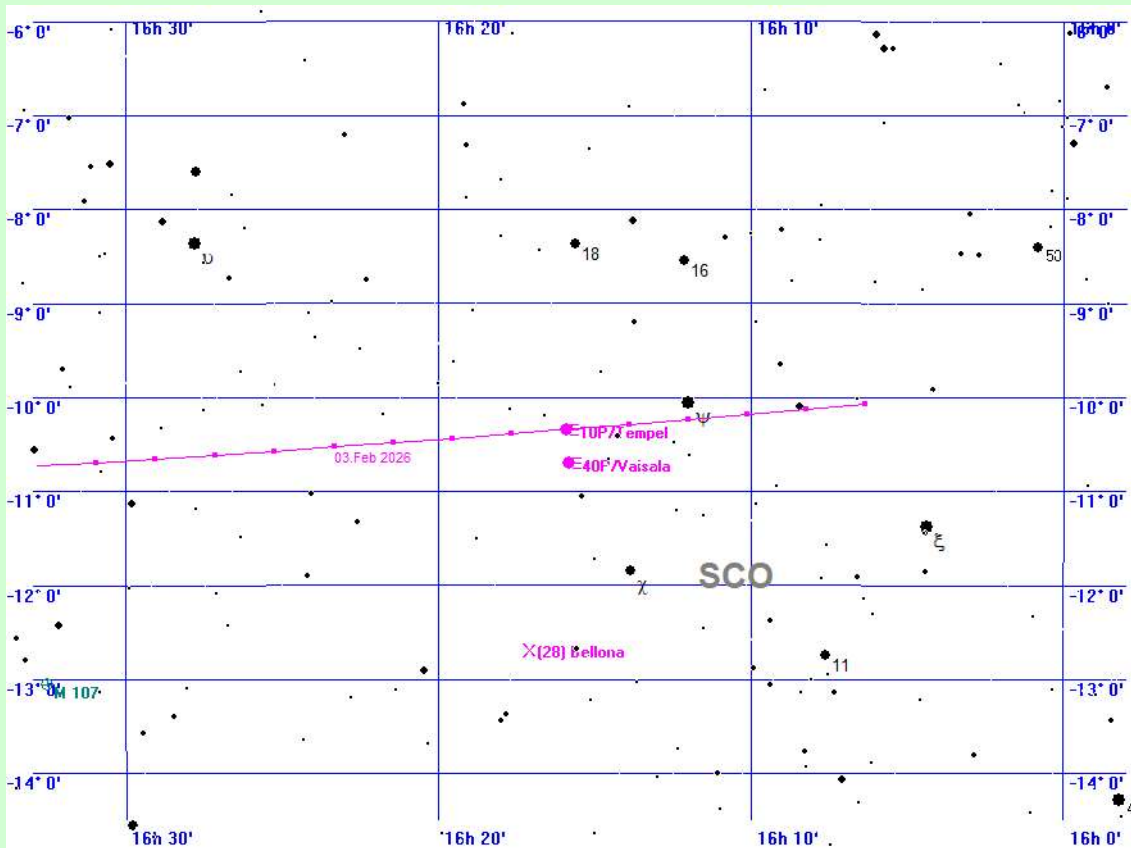 -6° 0' 16h 30' 16h 20' 16h 10' -6° 0'
-7° 0' -7° 0'
-8° 0' -8° 0'
υ 18 16 50
-9° 0' -9° 0'
-10° 0' -10° 0'
ψ
10P/Tempel
03.Feb 2026 40P/Vaisala
-11° 0' -11° 0'
ξ
SCO
χ
-12° 0' -12° 0'
(28) Bellona
11
-13° 0' M 107 -13° 0'
-14° 0' -14° 0'
16h 30' 16h 20' 16h 10' 16h 0'